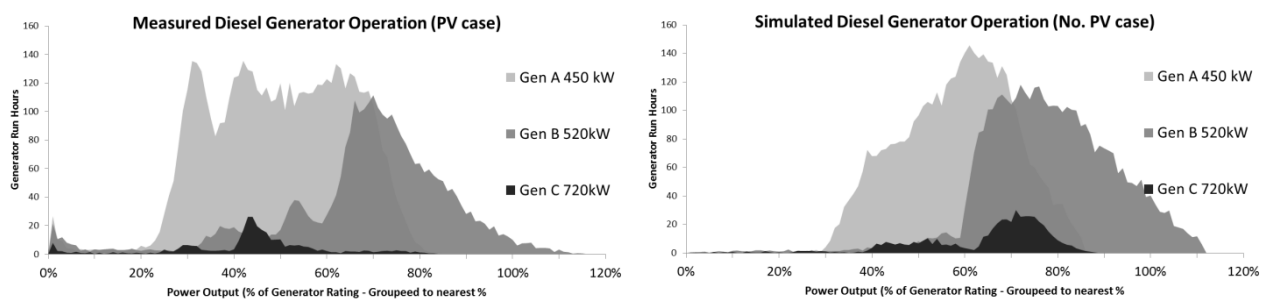 Measured Diesel Generator Operation (PV case)
Generator Run Hours
160
140
120
100
80
60
40
20
0
0%
20%
40%
60%
80%
100%
120%
Power Output (% of Generator Rating - Groupeed to nearest %
Gen A 450 kW
Gen B 520kW
Gen C 720kW
Simulated Diesel Generator Operation (No. PV case)
Generator Run Hours
160
140
120
100
80
60
40
20
0
0%
20%
40%
60%
80%
100%
120%
Power Output (% of Generator Rating - Groupeed to nearest %
Gen A 450 kW
Gen B 520kW
Gen C 720kW